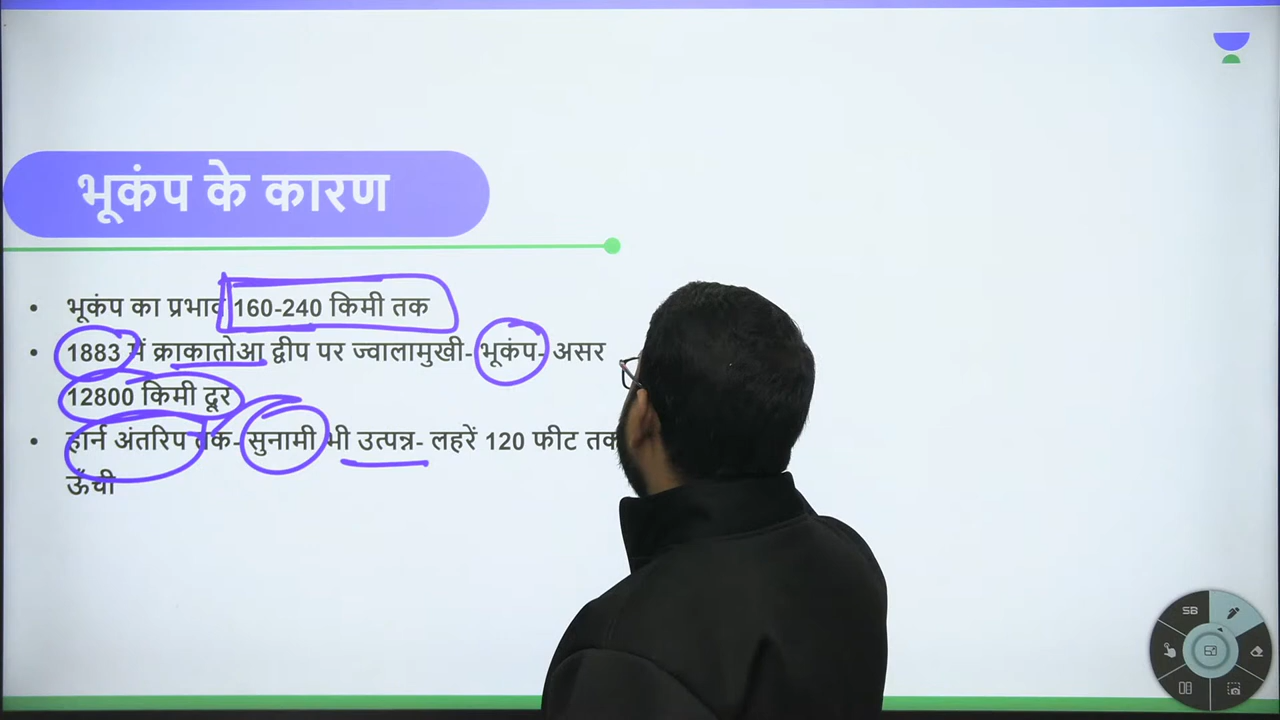 भूकंप के कारण
• भूकंप का प्रभाव 160-240 किमी तक
• 1883 में क्राकातोआ द्वीप पर ज्वालामुखी- भूकंप- असर
12800 किमी दूर
• हार्न अंतरिप तक- सुनामी भी उत्पन्न- लहरें 120 फीट तक
ऊँची
SB